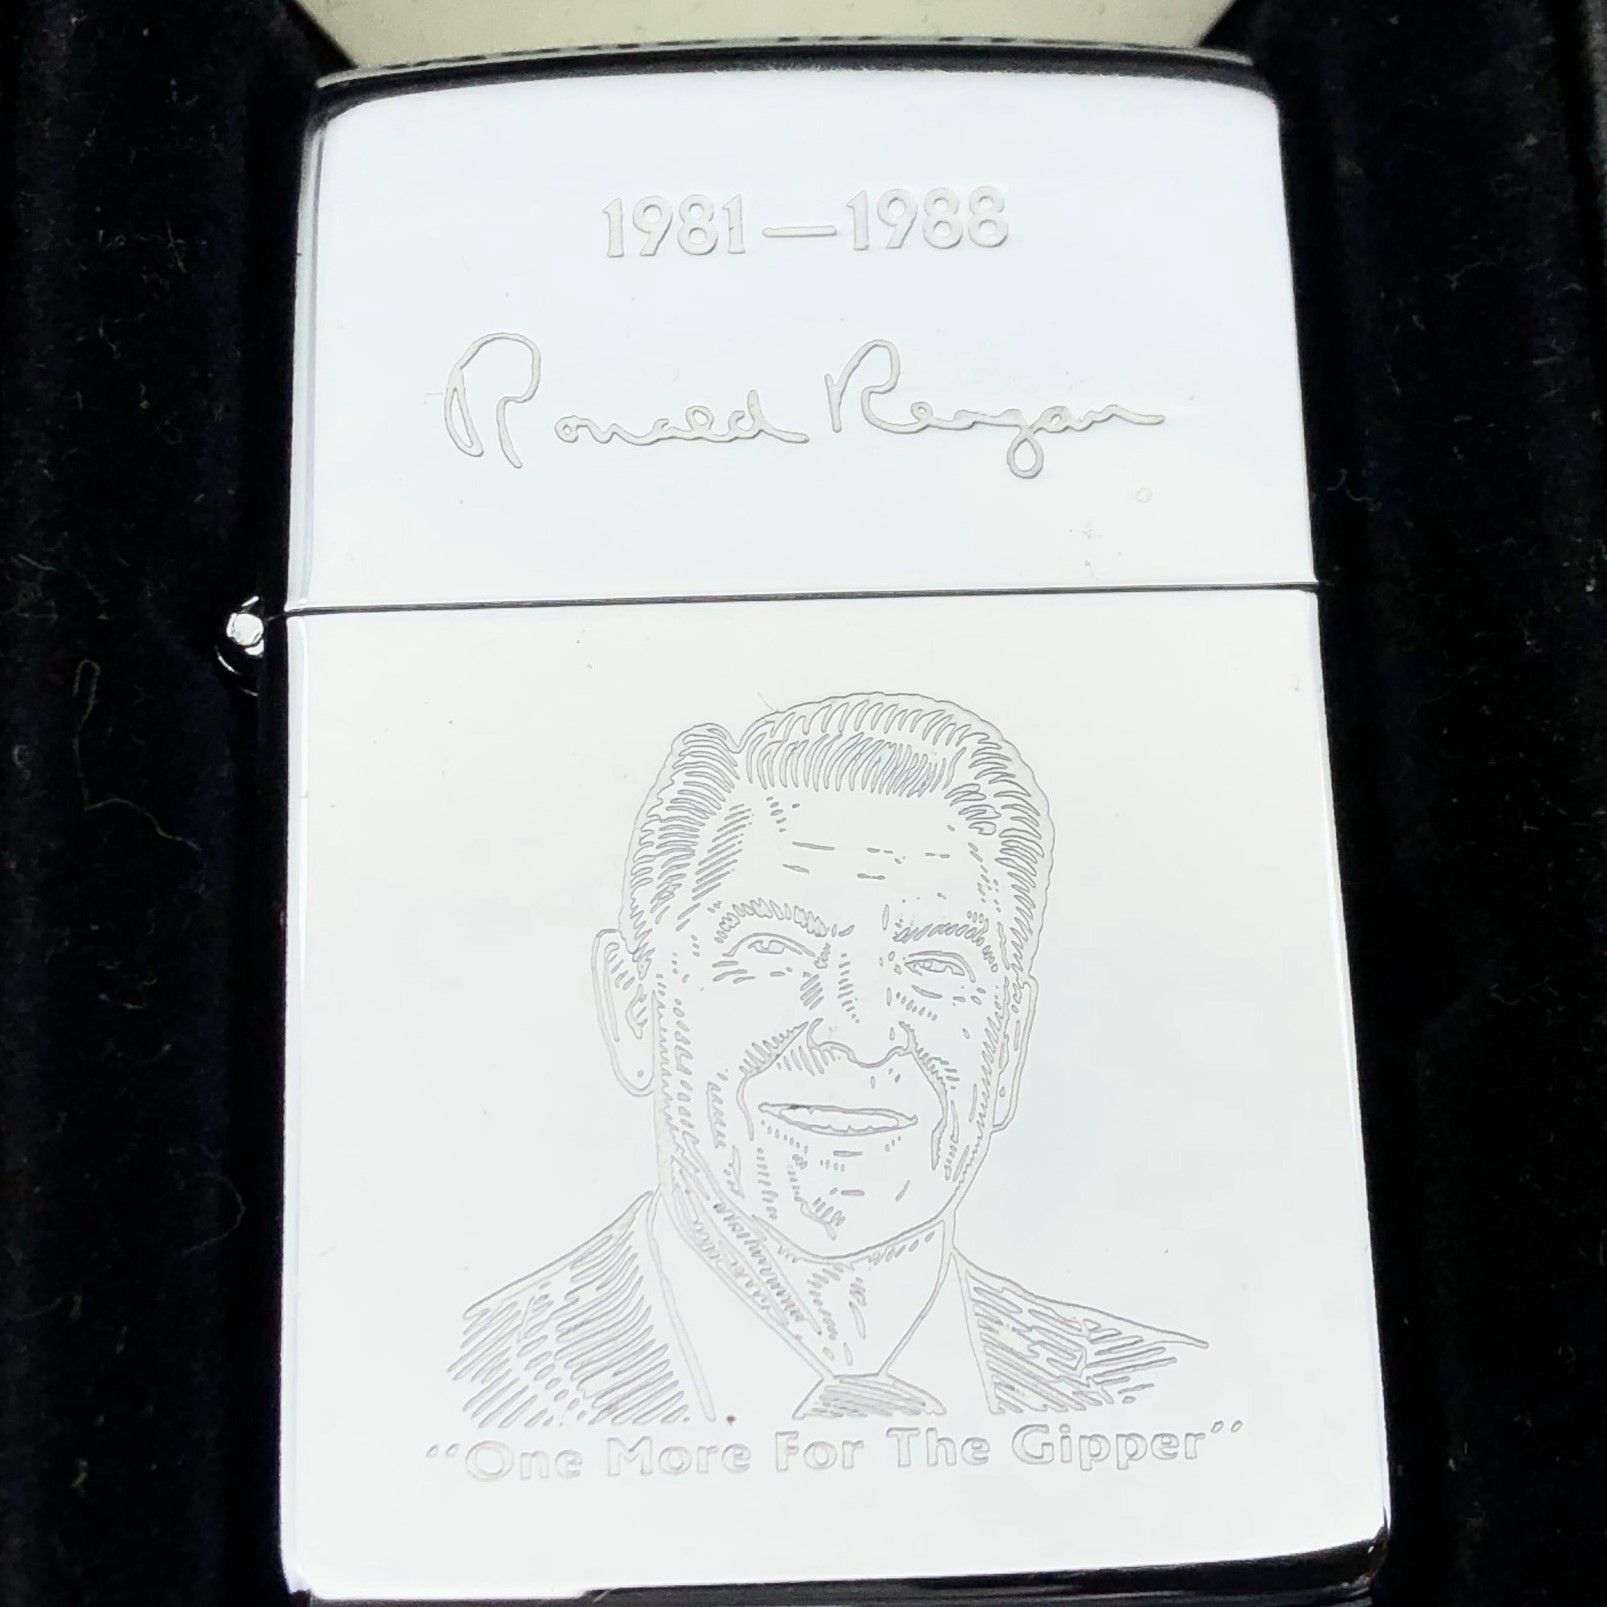 1981—1988
Ronald Reagan
"One More For The Gipper"